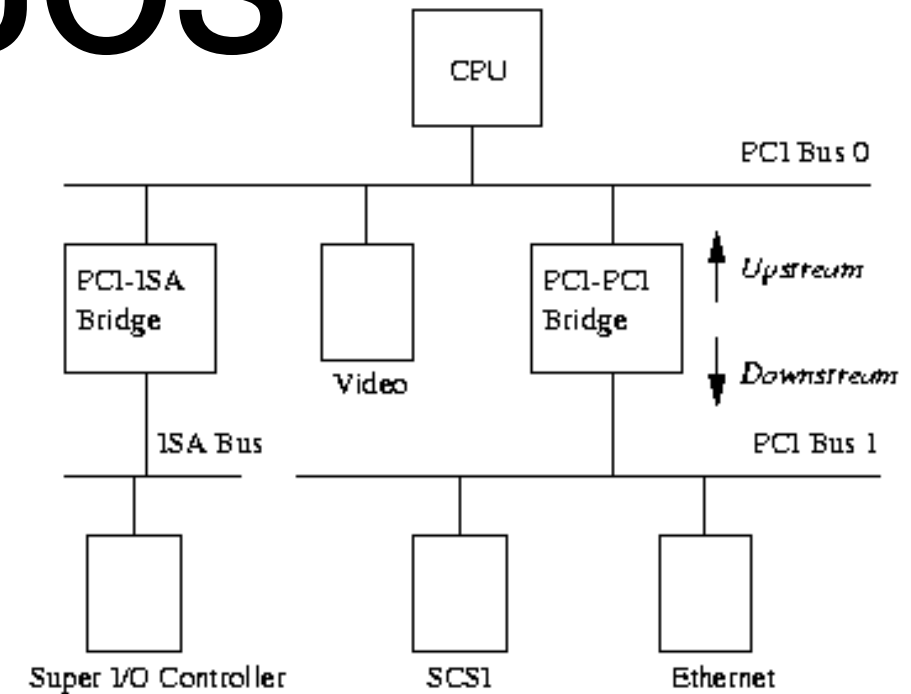 CPU
PCI Bus 0
PCI-ISA
Bridge
Video
PCI-PCI
Bridge
Upstream
Downstream
ISA Bus
PCI Bus 1
Super I/O Controller
SCSI
Ethernet